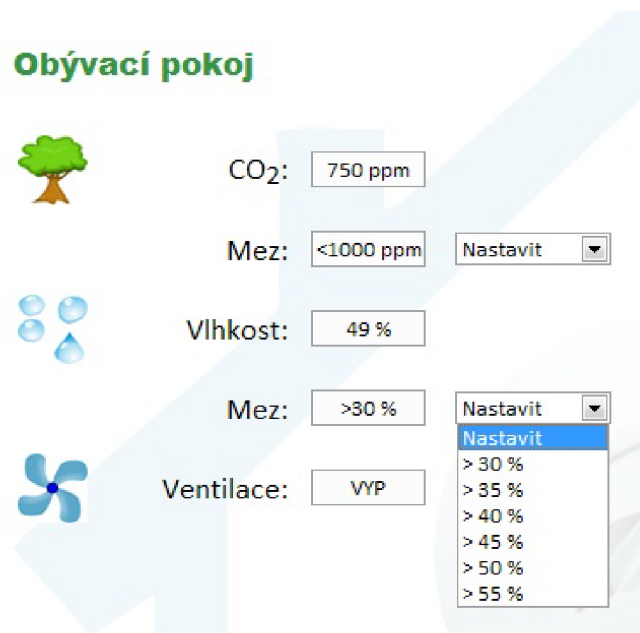 Obývací pokoj
CO2: 750 ppm
Mez: <1000 ppm Nastavit
Vlhkost: 49 %
Mez: >30 % Nastavit
Nastavit
> 30 %
> 35 %
> 40 %
> 45 %
> 50 %
> 55 %
Ventilace: VYP